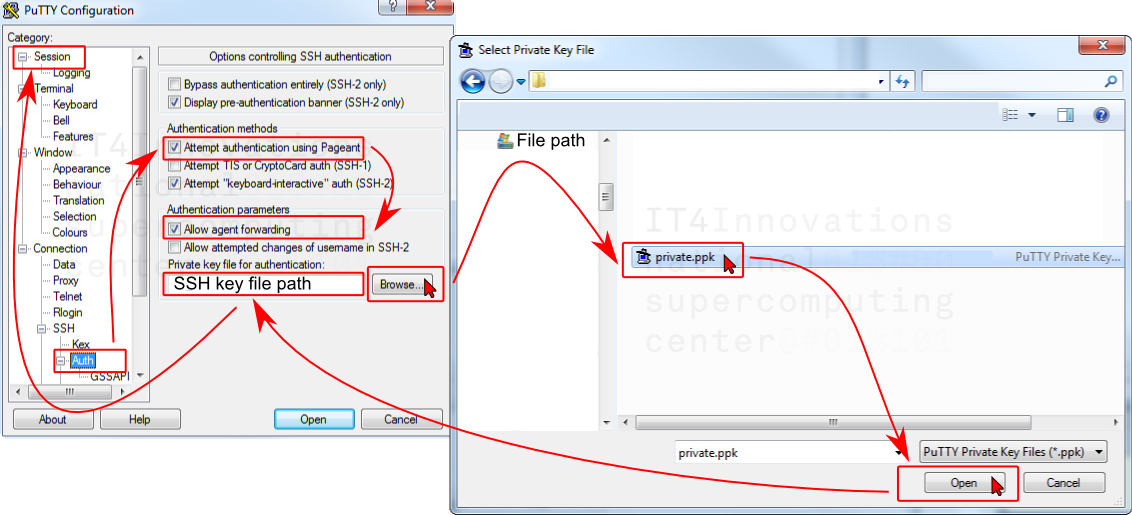 PuTTY Configuration
Category:
Session
Logging
Terminal
Keyboard
Bell
Features
Window
Appearance
Behaviour
Translation
Selection
Colours
Connection
Data
Proxy
Telnet
Rlogin
SSH
Kex
Auth
GSSAPI
Options controlling SSH authentication
Bypass authentication entirely (SSH-2 only)
Display pre-authentication banner (SSH-2 only)
Authentication methods
Attempt authentication using Pageant
Attempt TIS or CryptoCard auth (SSH-1)
Attempt "keyboard-interactive" auth (SSH-2)
Authentication parameters
Allow agent forwarding
Allow attempted changes of username in SSH-2
Private key file for authentication:
SSH key file path
Browse...
About
Help
Open
Cancel
Select Private Key File
File path
IT4Innovations
national
supercomputing
center
private.ppk
PuTTY Private Key...
private.ppk
PuTTY Private Key Files (*.ppk)
Open
Cancel